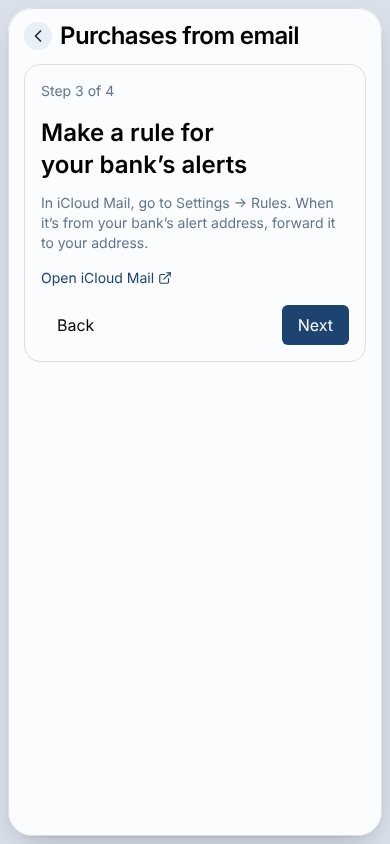 Purchases from email
Step 3 of 4
Make a rule for
your bank’s alerts
In iCloud Mail, go to Settings → Rules. When
it’s from your bank’s alert address, forward it
to your address.
Open iCloud Mail
Back
Next